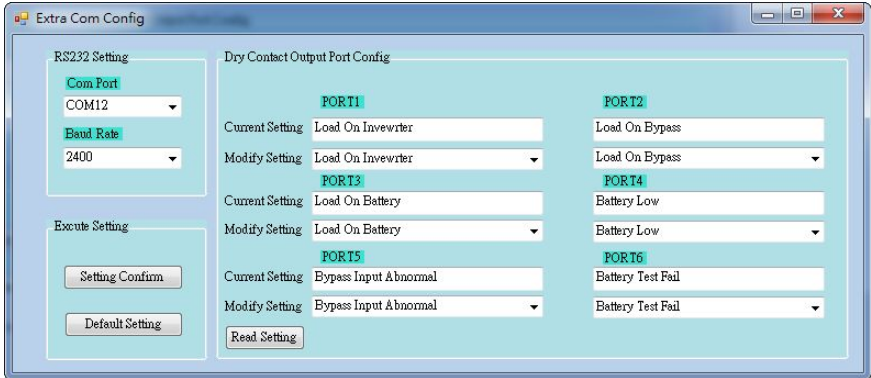 Extra Com Config
RS232 Setting
Com Port
COM12
Baud Rate
2400
Excute Setting
Setting Confirm
Default Setting
Dry Contact Output Port Config
PORT1 PORT2
Current Setting Load On Invewrter Load On Bypass
Modify Setting Load On Invewrter Load On Bypass
PORT3 PORT4
Current Setting Load On Battery Battery Low
Modify Setting Load On Battery Battery Low
PORT5 PORT6
Current Setting Bypass Input Abnormal Battery Test Fail
Modify Setting Bypass Input Abnormal Battery Test Fail
Read Setting